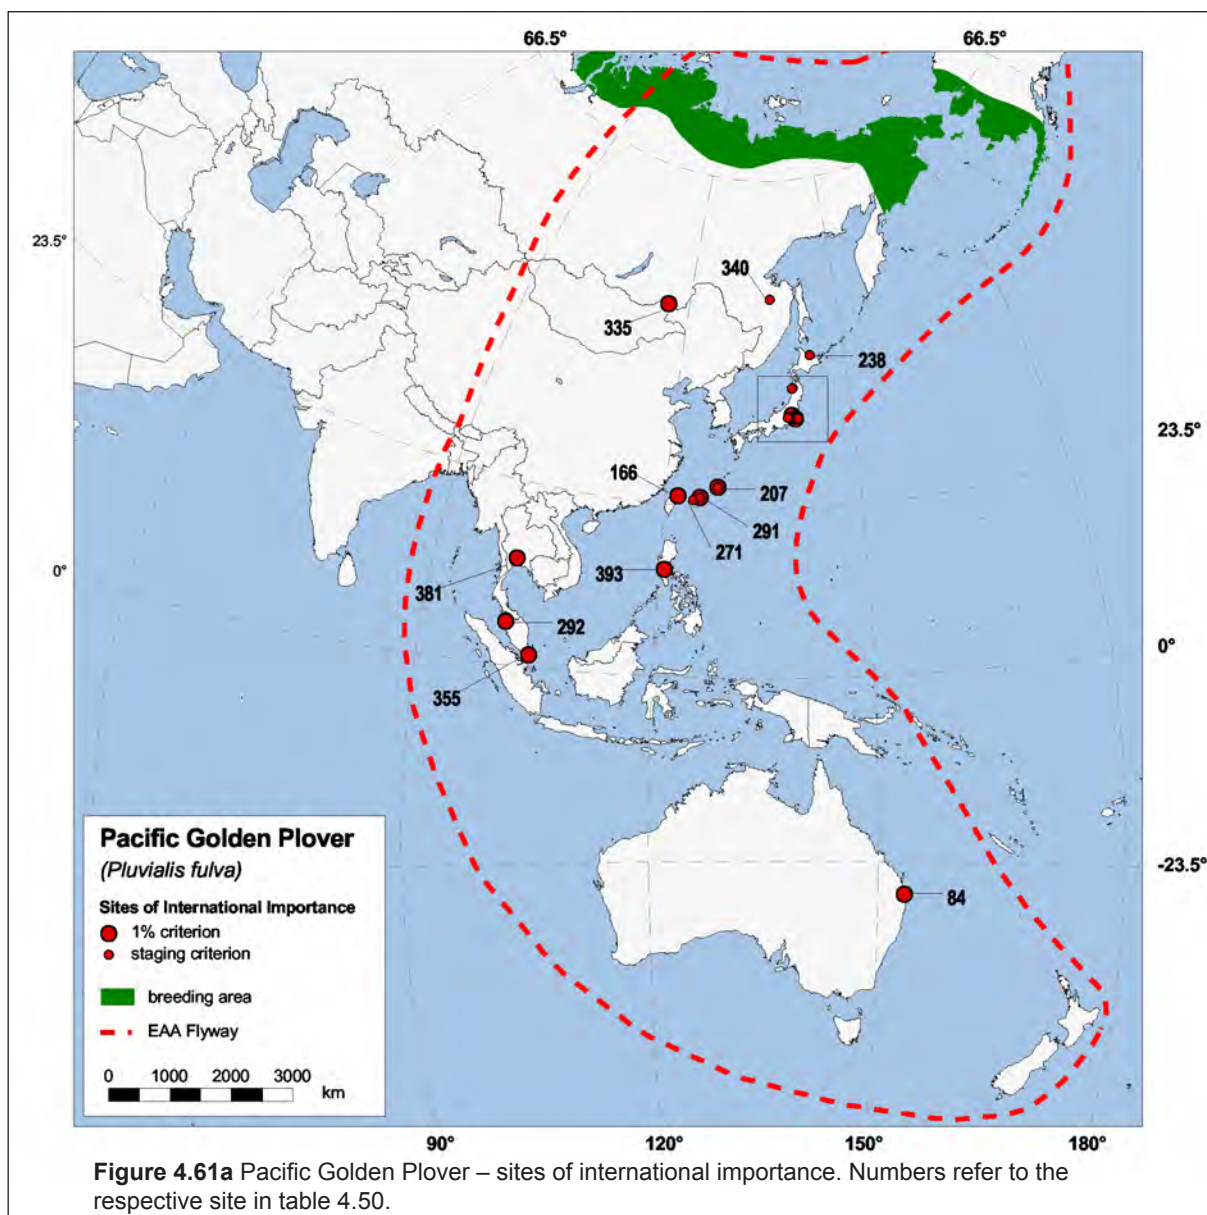 66.5°
66.5°
23.5°
340
335
238
23.5°
166
207
291
271
0°
393
381
292
0°
355
Pacific Golden Plover
(Pluvialis fulva)
Sites of International Importance
1% criterion
staging criterion
breeding area
EAA Flyway
0 1000 2000 3000
km
-23.5°
84
90°
120°
150°
180°
Figure 4.61a Pacific Golden Plover – sites of international importance. Numbers refer to the
respective site in table 4.50.